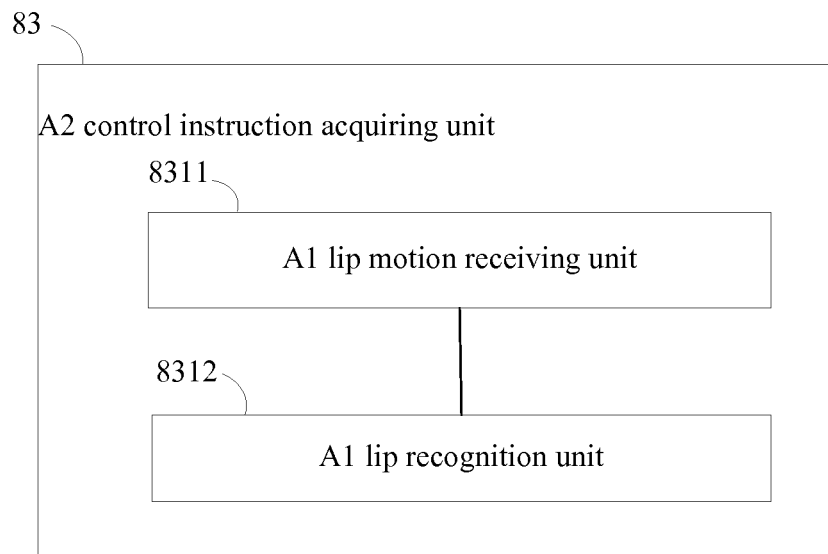 83
A2 control instruction acquiring unit
8311
A1 lip motion receiving unit
8312
A1 lip recognition unit